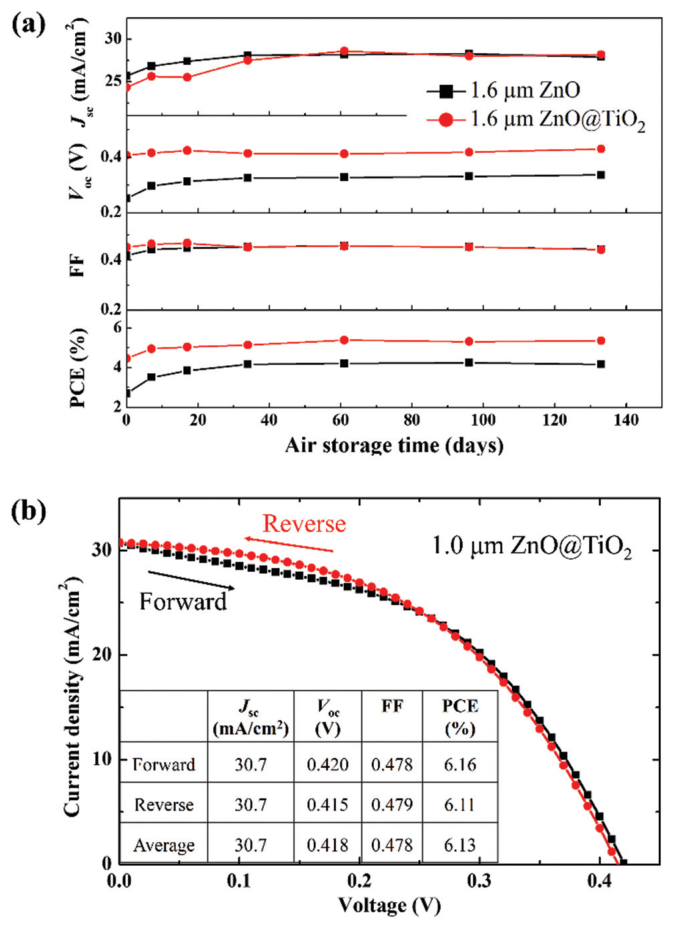 (a)
30
25
J_sc (mA/cm²)
1.6 μm ZnO
1.6 μm ZnO@TiO₂
0.4
0.2
V_oc (V)
0.4
0.2
FF
6
4
2
PCE (%)
0 20 40 60 80 100 120 140
Air storage time (days)
(b)
Reverse
1.0 μm ZnO@TiO₂
Forward
30
20
10
0
Current density (mA/cm²)
J_sc V_oc FF PCE
(mA/cm²) (V) (%)
Forward 30.7 0.420 0.478 6.16
Reverse 30.7 0.415 0.479 6.11
Average 30.7 0.418 0.478 6.13
0.0 0.1 0.2 0.3 0.4
Voltage (V)